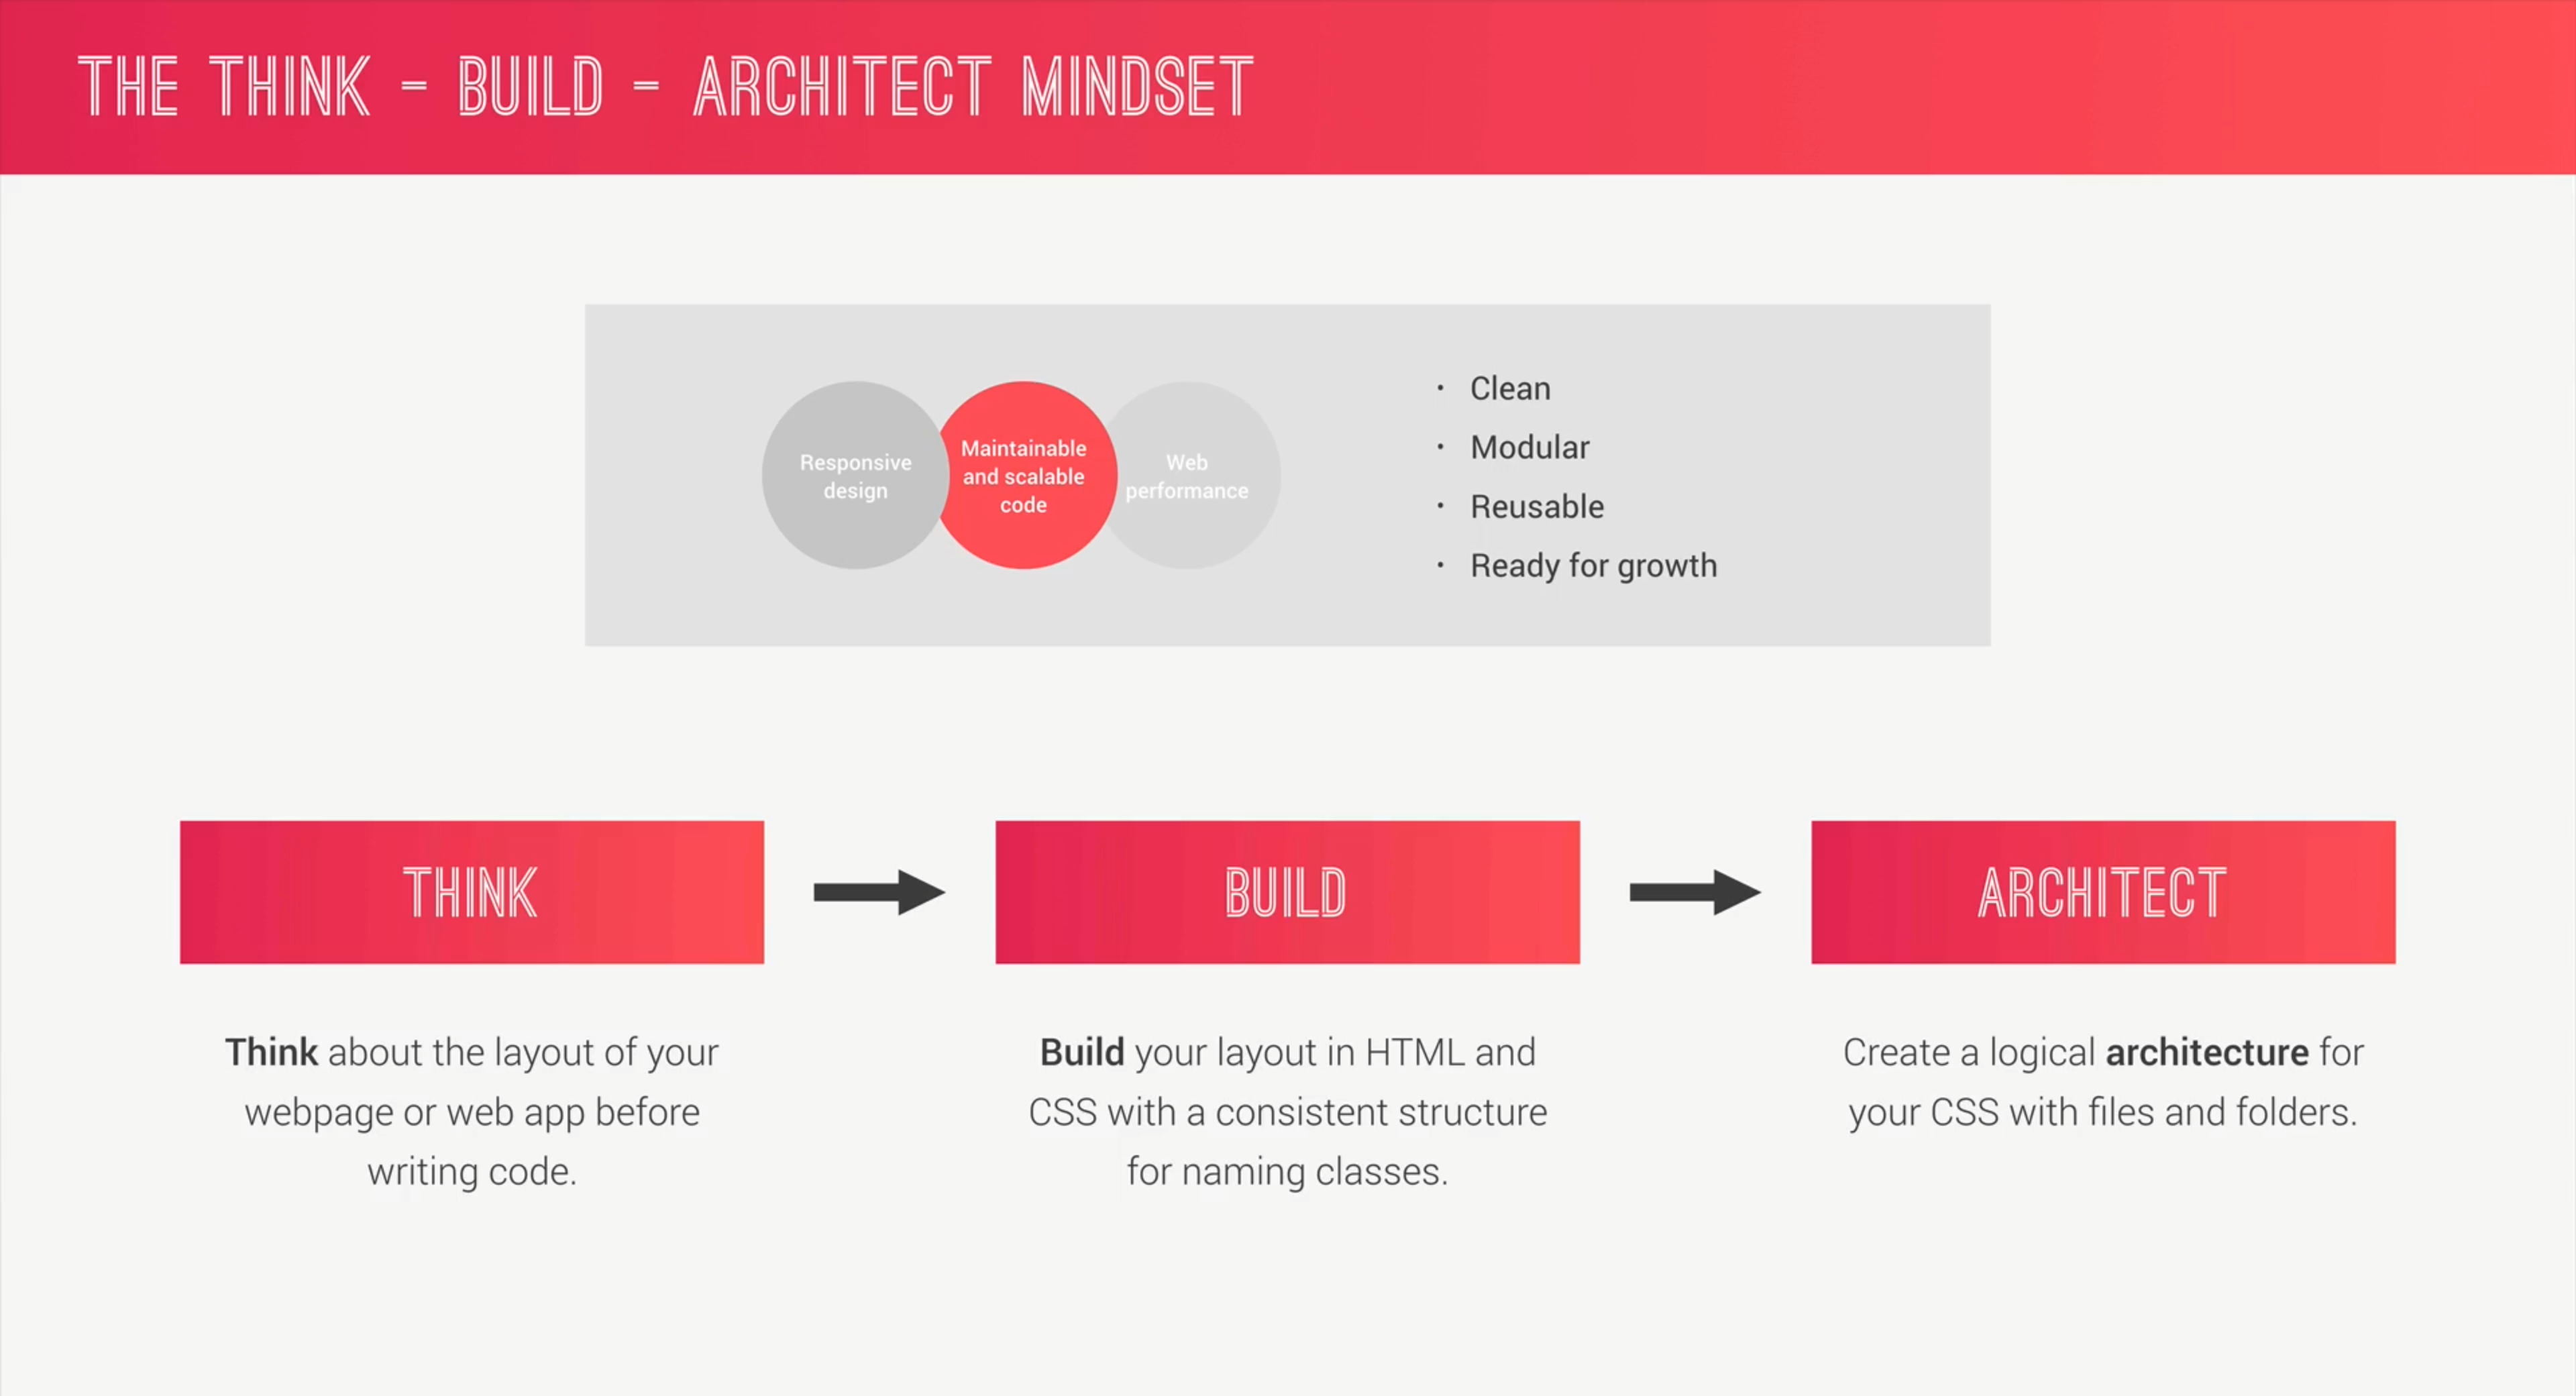 THE THINK - BUILD - ARCHITECT MINDSET
Responsive
design
Maintainable
and scalable
code
Web
performance
· Clean
· Modular
· Reusable
· Ready for growth
THINK
BUILD
ARCHITECT
Think about the layout of your
webpage or web app before
writing code.
Build your layout in HTML and
CSS with a consistent structure
for naming classes.
Create a logical architecture for
your CSS with files and folders.